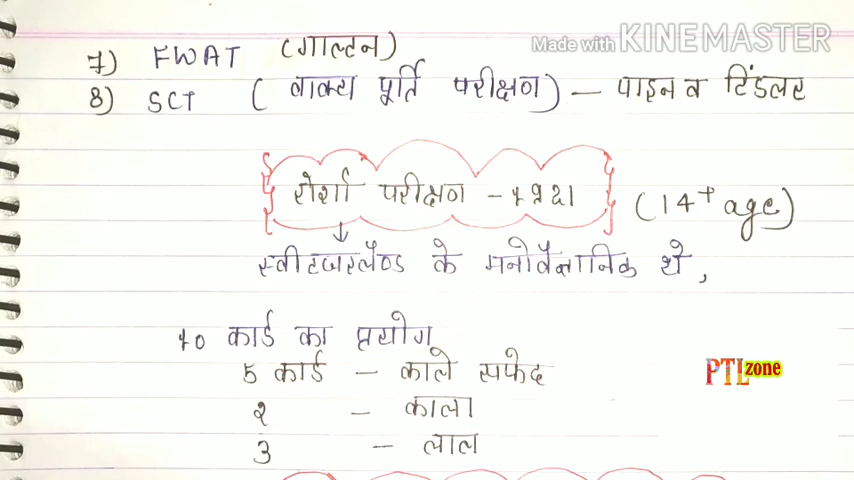 Made with KINEMASTER
7) FWAT (गाल्टन)
8) SCT ( वाक्य पूर्ति परीक्षण) – पाइन व टिंडलर
रोर्शा परीक्षण – 1921 (14+ age)
↓
स्वीटजरलैण्ड के मनोवैज्ञानिक थे,
10 कार्ड का प्रयोग
5 कार्ड – काले सफेद
PTLzone
2 – काला
3 – लाल